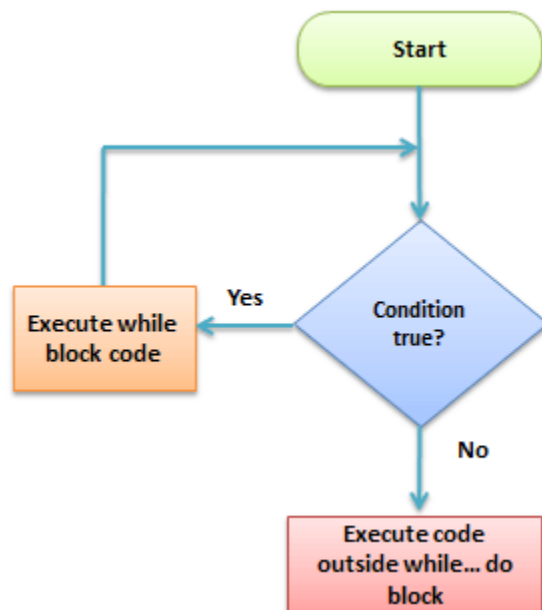 Start
Yes
Condition
true?
Execute while
block code
No
Execute code
outside while... do
block